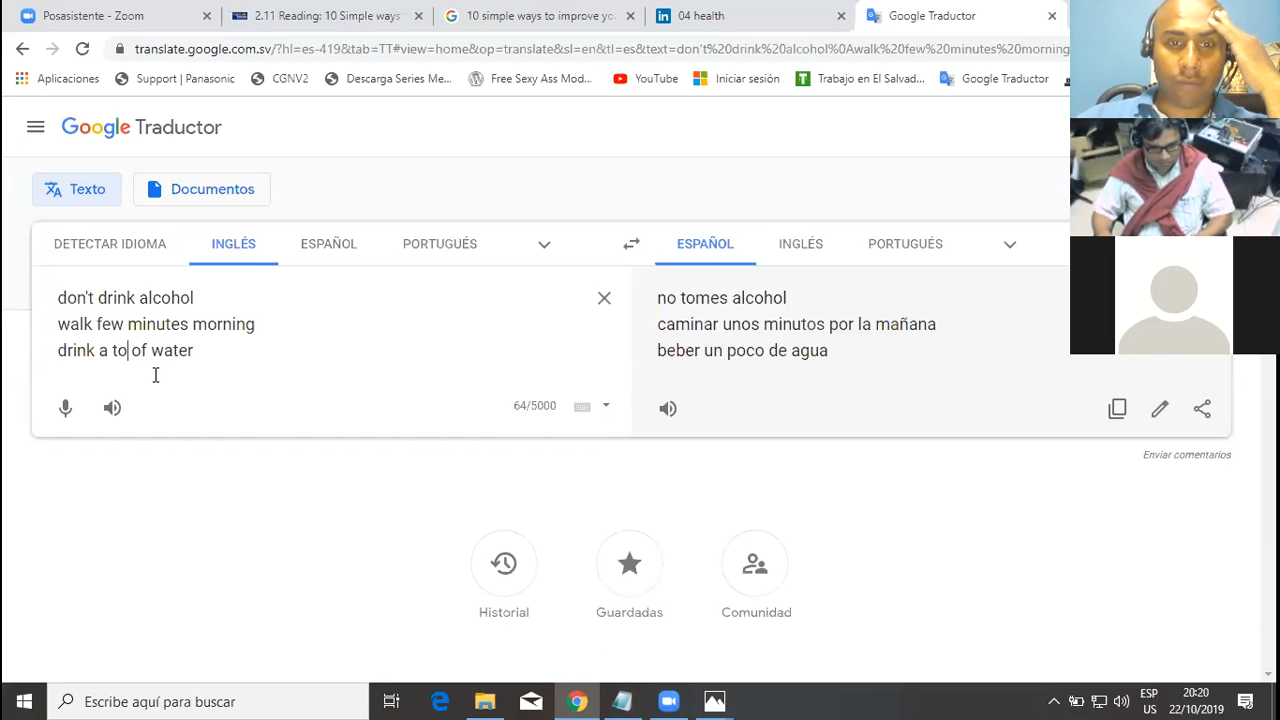 Posasistente - Zoom
2.11 Reading: 10 Simple way
10 simple ways to improve yo
04 health
Google Traductor
translate.google.com.sv/?hl=es-419&tab=TT#view=home&op=translate&sl=en&tl=es&text=don't%20drink%20alcohol%0Awalk%20few%20minutes%20morning
Aplicaciones
Support | Panasonic
CGNV2
Descarga Series Me...
Free Sexy Ass Mod...
YouTube
Iniciar sesión
Trabajo en El Salvad...
Google Traductor
Google Traductor
Texto
Documentos
DETECTAR IDIOMA
INGLÉS
ESPAÑOL
PORTUGUÉS
ESPAÑOL
INGLÉS
PORTUGUÉS
don't drink alcohol
walk few minutes morning
drink a to of water
no tomes alcohol
caminar unos minutos por la mañana
beber un poco de agua
64/5000
Enviar comentarios
Historial
Guardadas
Comunidad
Escribe aquí para buscar
ESP
US
20:20
22/10/2019